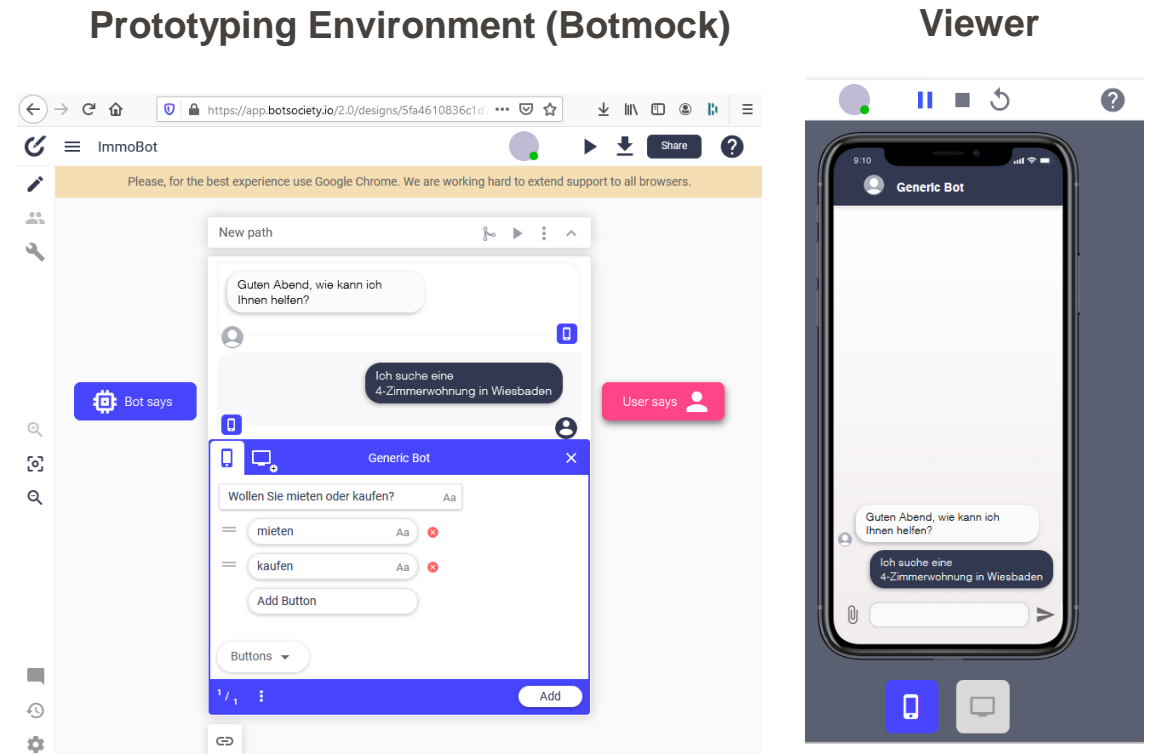 Prototyping Environment (Botmock)
Viewer
https://app.botsociety.io/2.0/designs/5fa4610836c1d
ImmoBot
Share
Please, for the best experience use Google Chrome. We are working hard to extend support to all browsers.
New path
Guten Abend, wie kann ich
Ihnen helfen?
Ich suche eine
4-Zimmerwohnung in Wiesbaden
Bot says
User says
Generic Bot
Wollen Sie mieten oder kaufen? Aa
mieten Aa
kaufen Aa
Add Button
Buttons
1/1
Add
9:10
Generic Bot
Guten Abend, wie kann ich
Ihnen helfen?
Ich suche eine
4-Zimmerwohnung in Wiesbaden